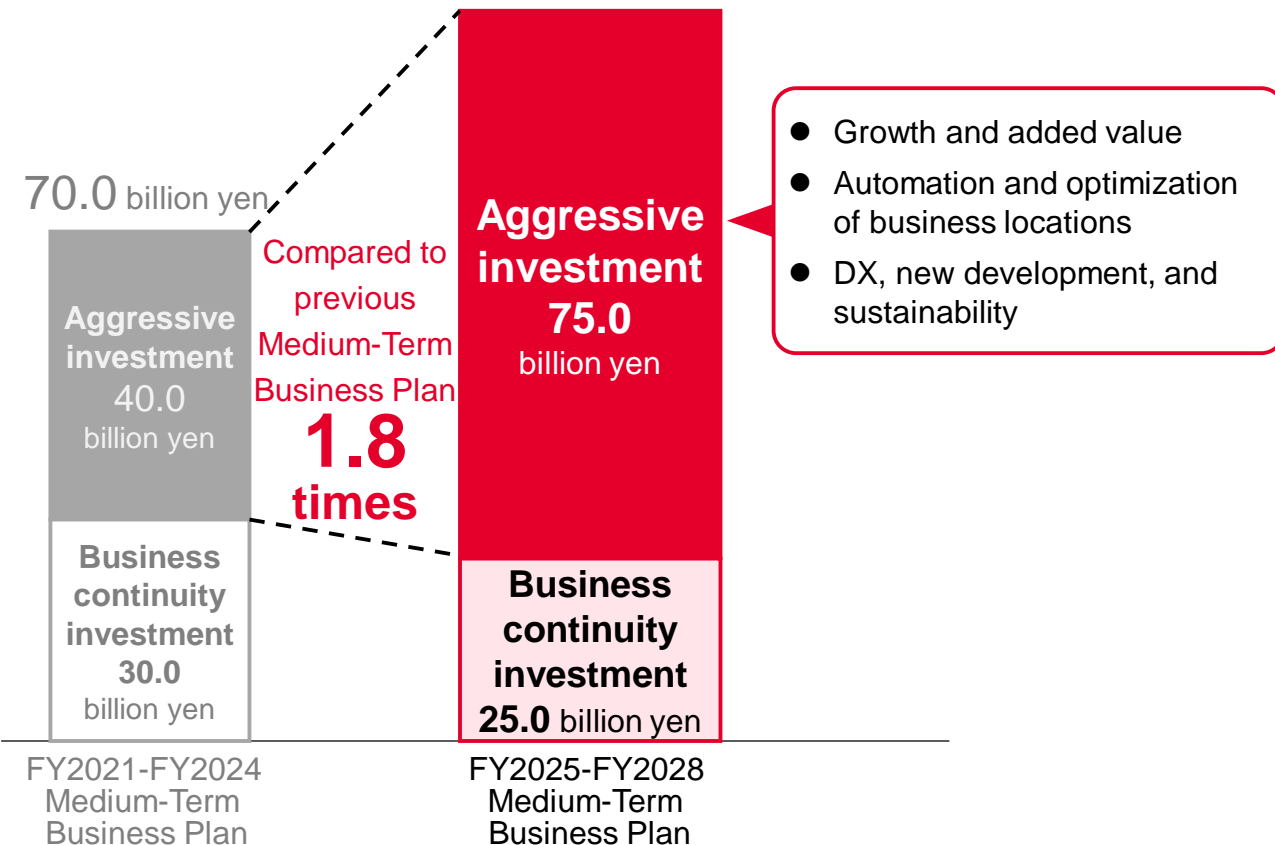 70.0 billion yen
Aggressive
investment
40.0
billion yen
Business
continuity
investment
30.0
billion yen
FY2021-FY2024
Medium-Term
Business Plan
Compared to
previous
Medium-Term
Business Plan
1.8
times
Aggressive
investment
75.0
billion yen
Business
continuity
investment
25.0 billion yen
FY2025-FY2028
Medium-Term
Business Plan
● Growth and added value
● Automation and optimization
of business locations
● DX, new development, and
sustainability